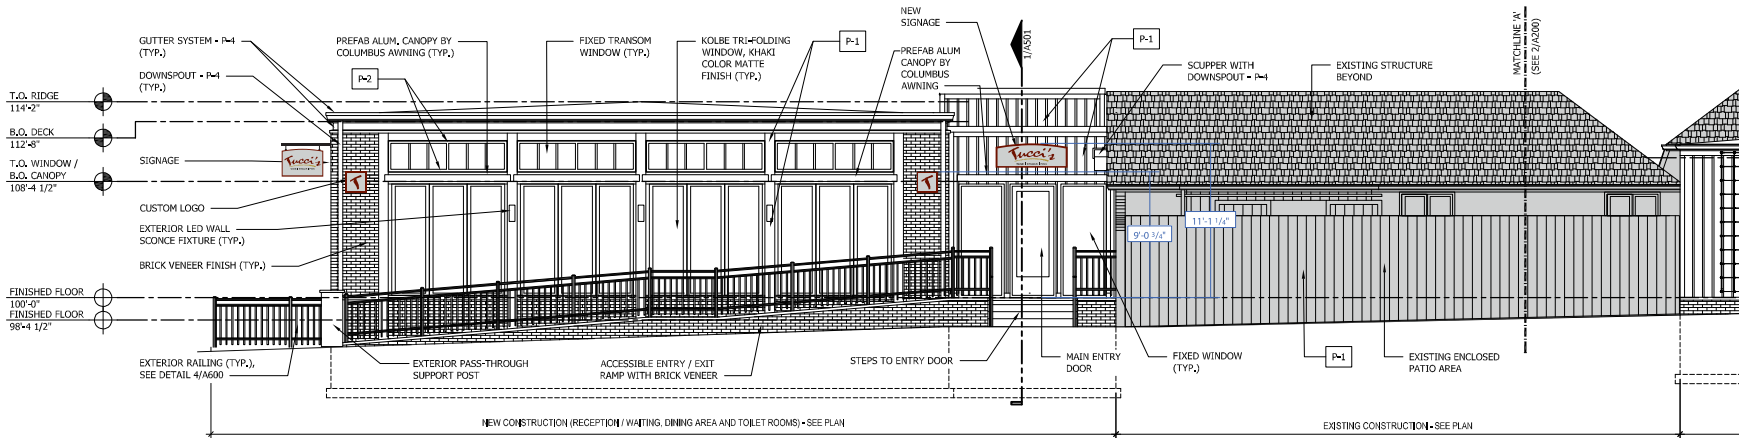 GUTTER SYSTEM - P-4
(TYP.)
DOWNSPOUT - P-4
(TYP.)
T.O. RIDGE
114'-2"
B.O. DECK
112'-8"
T.O. WINDOW /
B.O. CANOPY
108'-4 1/2"
SIGNAGE
CUSTOM LOGO
EXTERIOR LED WALL
SCONCE FIXTURE (TYP.)
BRICK VENEER FINISH (TYP.)
FINISHED FLOOR
100'-0"
FINISHED FLOOR
98'-4 1/2"
EXTERIOR RAILING (TYP.),
SEE DETAIL 4/A600
PREFAB ALUM. CANOPY BY
COLUMBUS AWNING (TYP.)
P-2
FIXED TRANSOM
WINDOW (TYP.)
KOLBE TRI-FOLDING
WINDOW, KHAKI
COLOR MATTE
FINISH (TYP.)
P-1
NEW
SIGNAGE
PREFAB ALUM
CANOPY BY
COLUMBUS
AWNING
1/A501
P-1
SCUPPER WITH
DOWNSPOUT - P-4
EXISTING STRUCTURE
BEYOND
MATCHLINE 'A'
(SEE 2/A200)
Tucci's
T
T
Tucci's
9'-0 3/4"
11'-1 1/4"
EXTERIOR PASS-THROUGH
SUPPORT POST
ACCESSIBLE ENTRY / EXIT
RAMP WITH BRICK VENEER
STEPS TO ENTRY DOOR
MAIN ENTRY
DOOR
FIXED WINDOW
(TYP.)
P-1
EXISTING ENCLOSED
PATIO AREA
NEW CONSTRUCTION (RECEPTION / WAITING, DINING AREA AND TOILET ROOMS) - SEE PLAN
EXISTING CONSTRUCTION - SEE PLAN